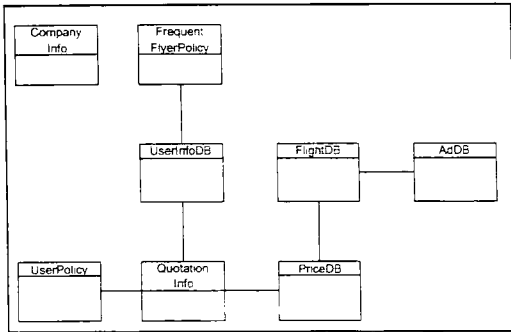 Company
Info
Frequent
FlyerPolicy
UserInfoDB
FlightDB
AdDB
UserPolicy
Quotation
Info
PriceDB